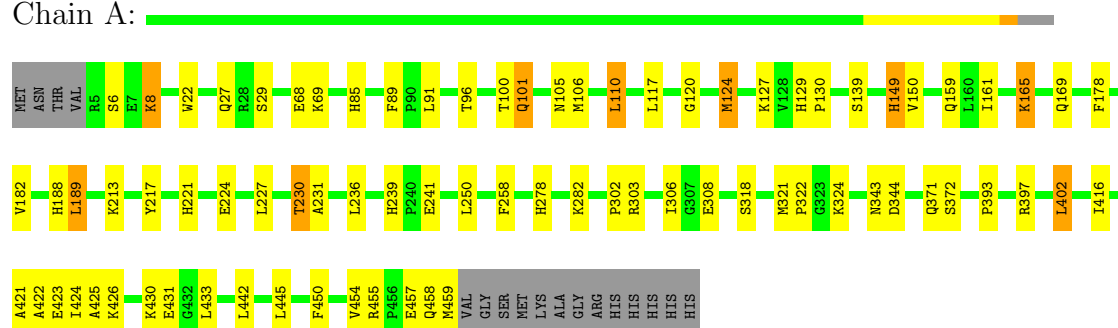 Chain A:
MET ASN THR VAL R5 S6 E7 K8 W22 Q27 R28 S29 E68 K69 H85 F89 P90 L91 T96 T100 Q101 N105 M106 L110 L117 G120 M124 K127 V128 H129 P130 S139 H149 V150 Q159 L160 I161 K165 Q169 F178
V182 H188 L189 K213 Y217 H221 E224 L227 T230 A231 L236 H239 P240 E241 L250 F258 H278 K282 P302 R303 I306 G307 E308 S318 M321 P322 G323 K324 N343 D344 Q371 S372 P393 R397 L402 I416
A421 A422 E423 I424 A425 K426 K430 E431 G432 L433 L442 L445 F450 V454 R455 P456 E457 Q458 M459 VAL GLY SER MET LYS ALA GLY ARG HIS HIS HIS HIS HIS HIS